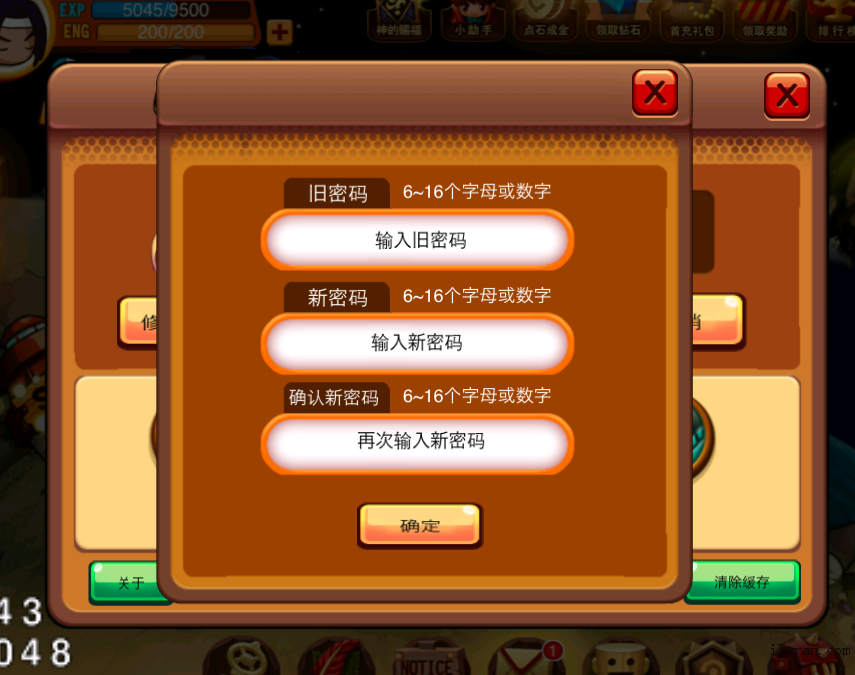 EXP 5045/9500
ENG 200/200
神的赐福 小助手 点石成金 领取钻石 首充礼包 领取奖励 排行榜
旧密码 6~16个字母或数字
输入旧密码
新密码 6~16个字母或数字
输入新密码
确认新密码 6~16个字母或数字
再次输入新密码
确定
修
消
关于
清除缓存
43
048
NOTICE
1